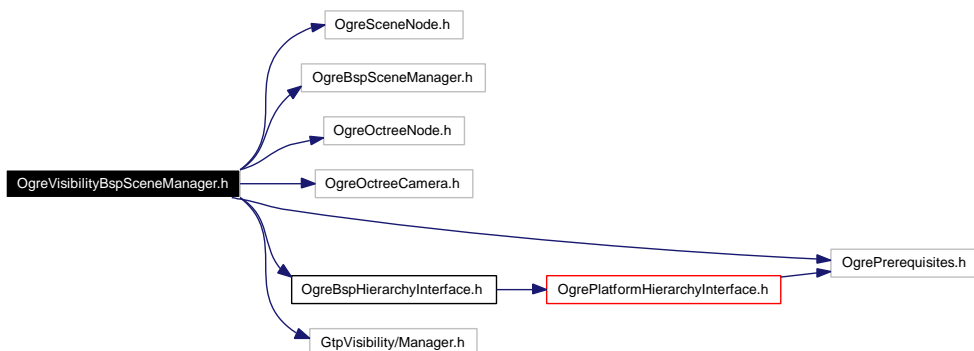 OgreSceneNode.h
OgreBspSceneManager.h
OgreOctreeNode.h
OgreVisibilityBspSceneManager.h
OgreOctreeCamera.h
OgrePrerequisites.h
OgreBspHierarchyInterface.h
OgrePlatformHierarchyInterface.h
GtpVisibility/Manager.h